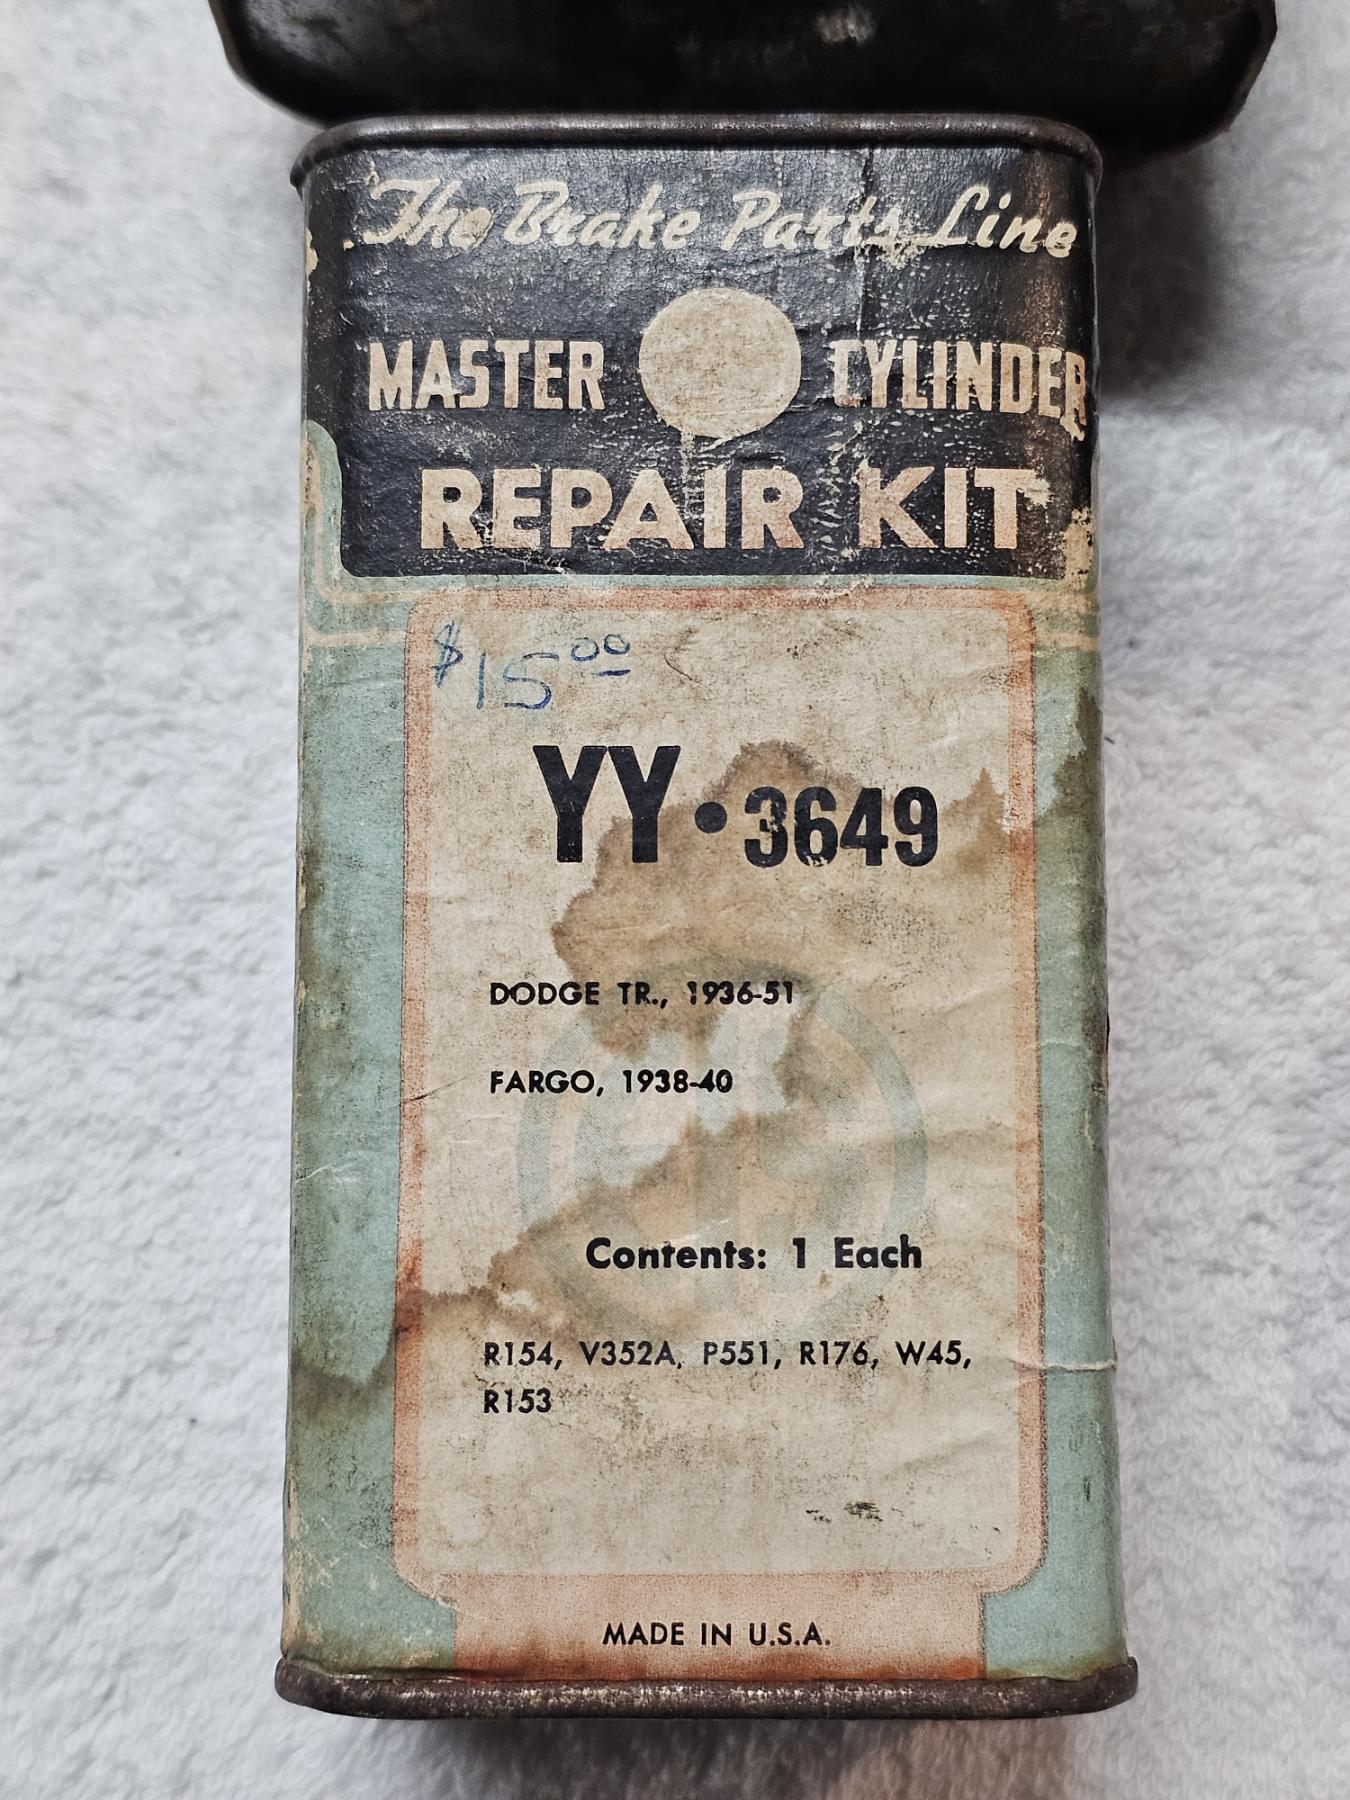 The Brake Parts Line
MASTER CYLINDER
REPAIR KIT
$15.00
YY • 3649
DODGE TR., 1936-51
FARGO, 1938-40
Contents: 1 Each
R154, V352A, P551, R176, W45,
R153
MADE IN U.S.A.